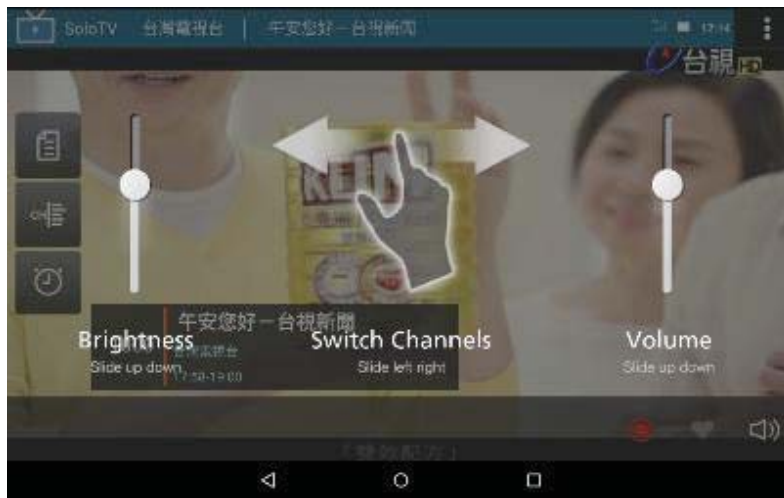 SoloTV 台灣電視台 | 午安您好－台視新聞
台視HD
CH
午安您好－台視新聞
Brightness
Slide up down
Switch Channels
Slide left right
Volume
Slide up down